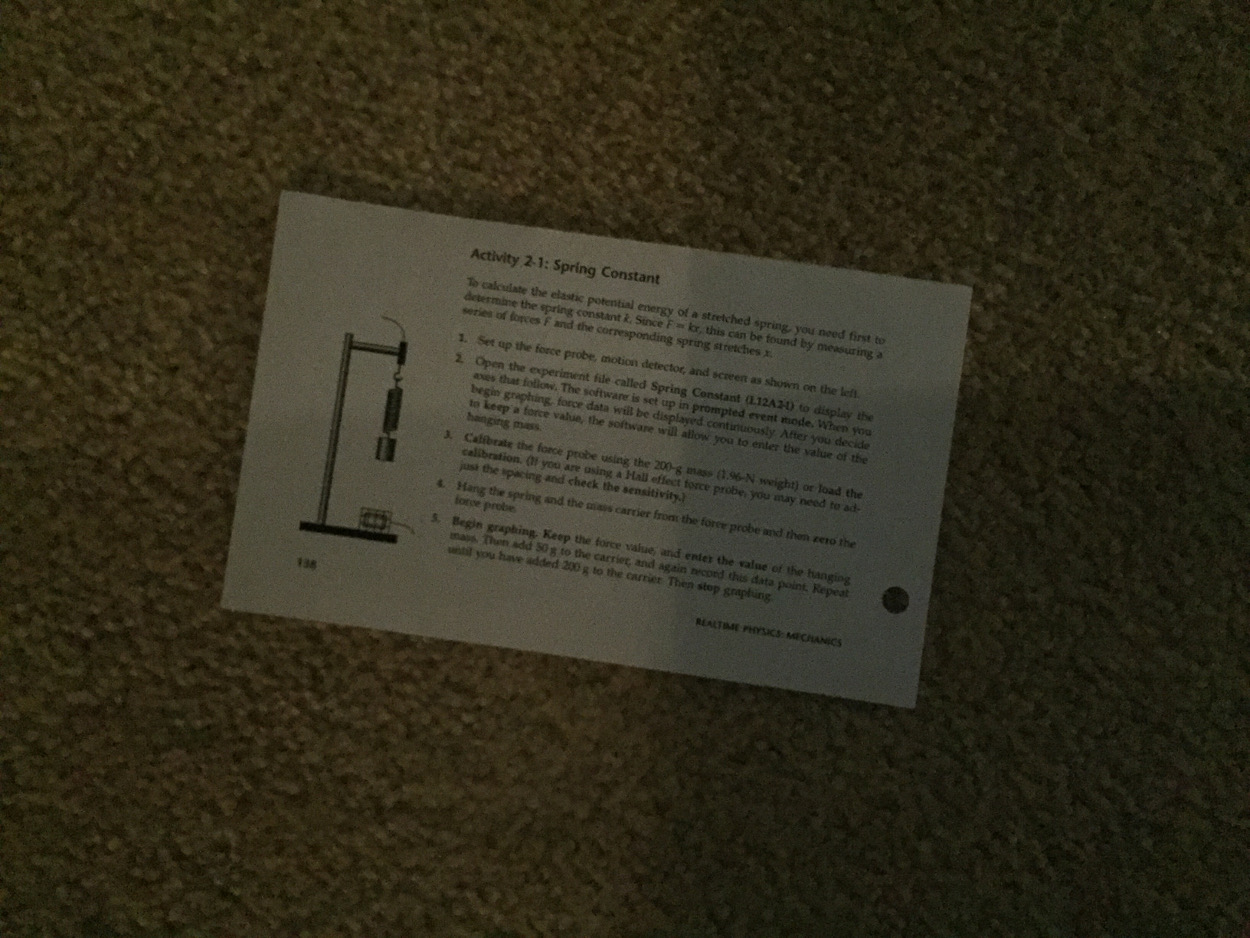 Activity 2-1: Spring Constant
To calculate the elastic potential energy of a stretched spring, you need first to
determine the spring constant k. Since F = kx, this can be found by measuring a
series of forces F and the corresponding spring stretches x.
1. Set up the force probe, motion detector, and screen as shown on the left.
2. Open the experiment file called Spring Constant (L12A2-1) to display the
axes that follow. The software is set up in prompted event mode. When you
begin graphing, force data will be displayed continuously. After you decide
to keep a force value, the software will allow you to enter the value of the
hanging mass.
3. Calibrate the force probe using the 200-g mass (1.96-N weight) or load the
calibration. (If you are using a Hall effect force probe, you may need to ad-
just the spacing and check the sensitivity.)
4. Hang the spring and the mass carrier from the force probe and then zero the
force probe.
5. Begin graphing. Keep the force value, and enter the value of the hanging
mass. Then add 50 g to the carrier, and again record this data point. Repeat
until you have added 200 g to the carrier. Then stop graphing.
138
REALTIME PHYSICS: MECHANICS